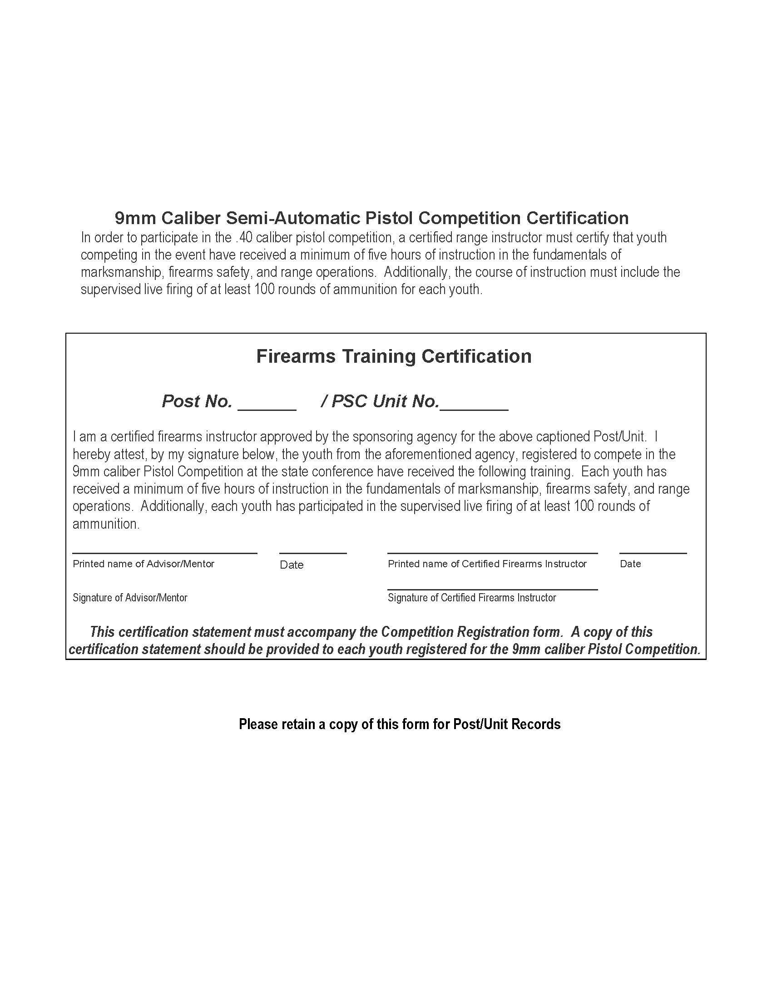 9mm Caliber Semi-Automatic Pistol Competition Certification
In order to participate in the .40 caliber pistol competition, a certified range instructor must certify that youth
competing in the event have received a minimum of five hours of instruction in the fundamentals of
marksmanship, firearms safety, and range operations.  Additionally, the course of instruction must include the
supervised live firing of at least 100 rounds of ammunition for each youth.
Firearms Training Certification
Post No. ______ / PSC Unit No._______
I am a certified firearms instructor approved by the sponsoring agency for the above captioned Post/Unit.  I
hereby attest, by my signature below, the youth from the aforementioned agency, registered to compete in the
9mm caliber Pistol Competition at the state conference have received the following training.  Each youth has
received a minimum of five hours of instruction in the fundamentals of marksmanship, firearms safety, and range
operations.  Additionally, each youth has participated in the supervised live firing of at least 100 rounds of
ammunition.
Printed name of Advisor/Mentor Date Printed name of Certified Firearms Instructor Date
Signature of Advisor/Mentor Signature of Certified Firearms Instructor
This certification statement must accompany the Competition Registration form.  A copy of this
certification statement should be provided to each youth registered for the 9mm caliber Pistol Competition.
Please retain a copy of this form for Post/Unit Records